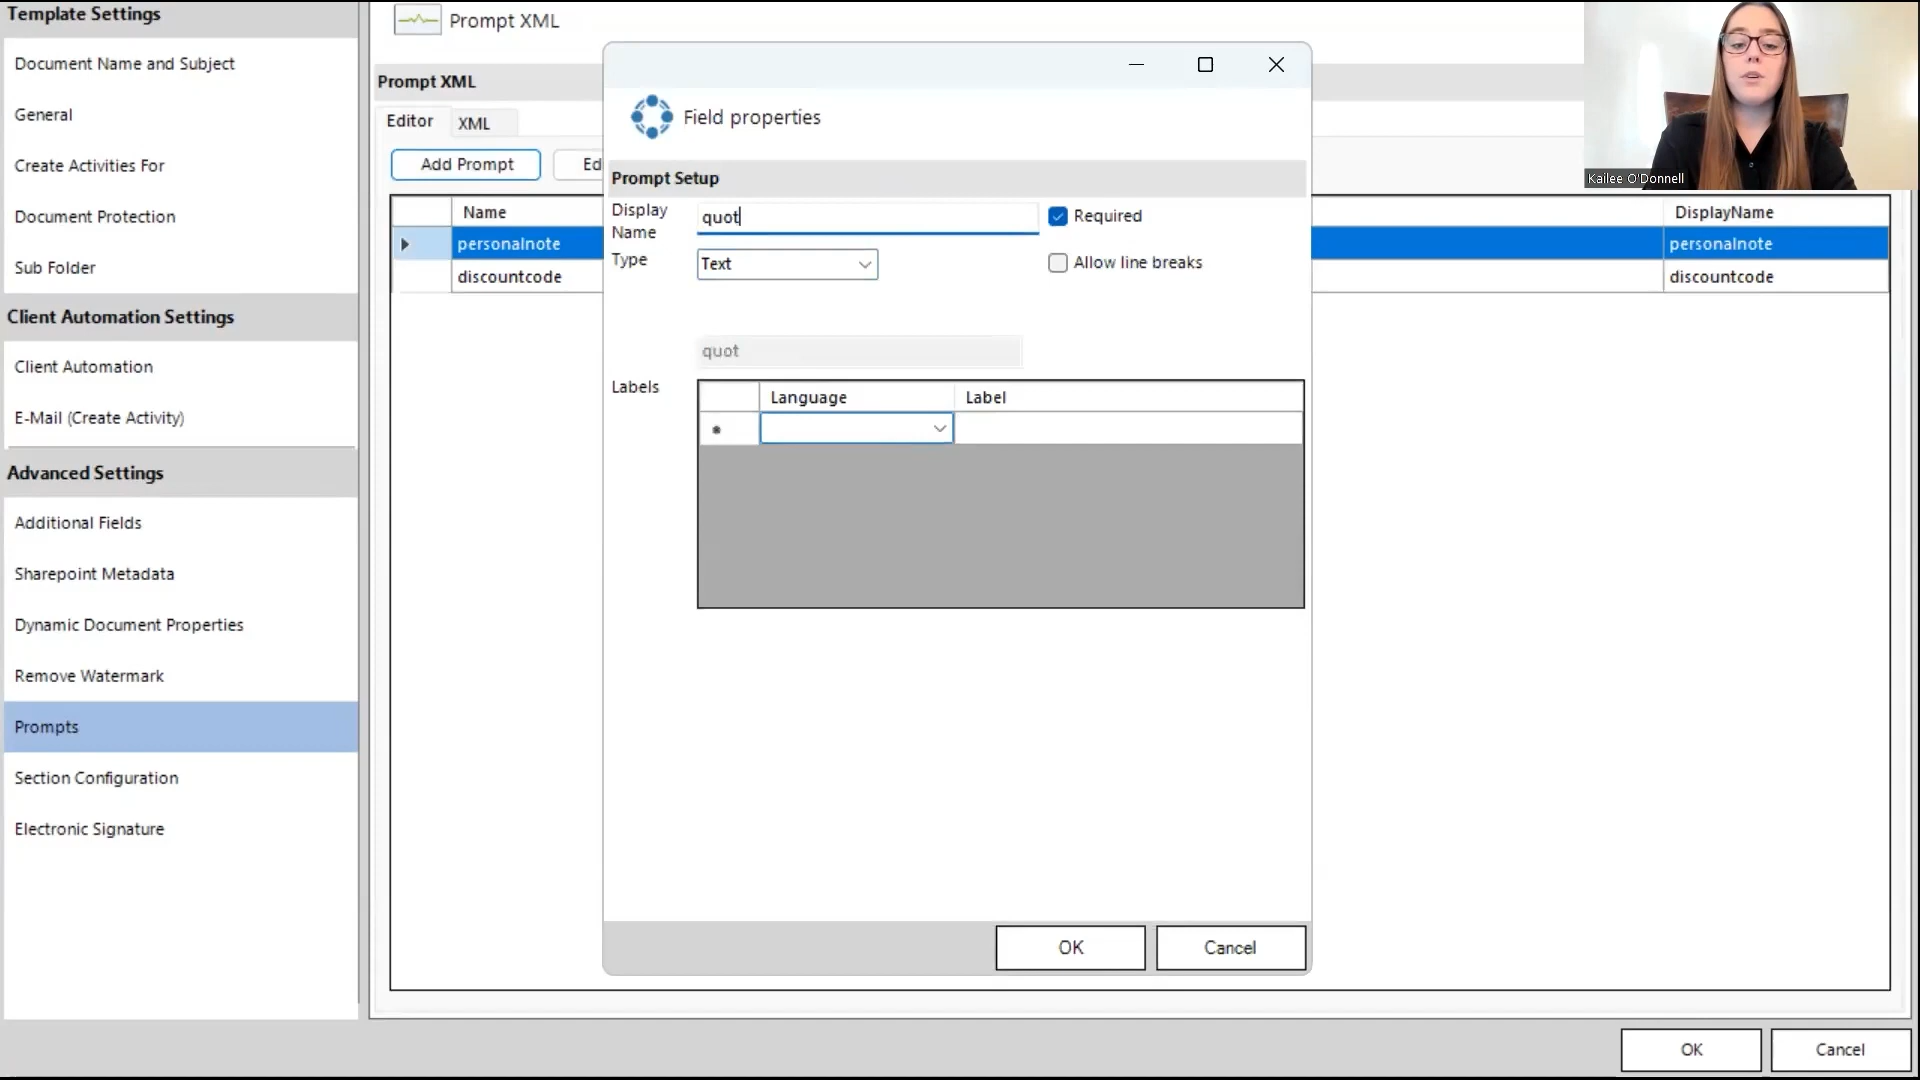 Template Settings
Document Name and Subject
General
Create Activities For
Document Protection
Sub Folder
Client Automation Settings
Client Automation
E-Mail (Create Activity)
Advanced Settings
Additional Fields
Sharepoint Metadata
Dynamic Document Properties
Remove Watermark
Prompts
Section Configuration
Electronic Signature
Prompt XML
Prompt XML
Editor XML
Add Prompt Ed
Name DisplayName
personalnote personalnote
discountcode discountcode
Field properties
Prompt Setup
Display Name quot Required
Type Text Allow line breaks
quot
Labels Language Label
OK Cancel
OK Cancel
Kailee O'Donnell